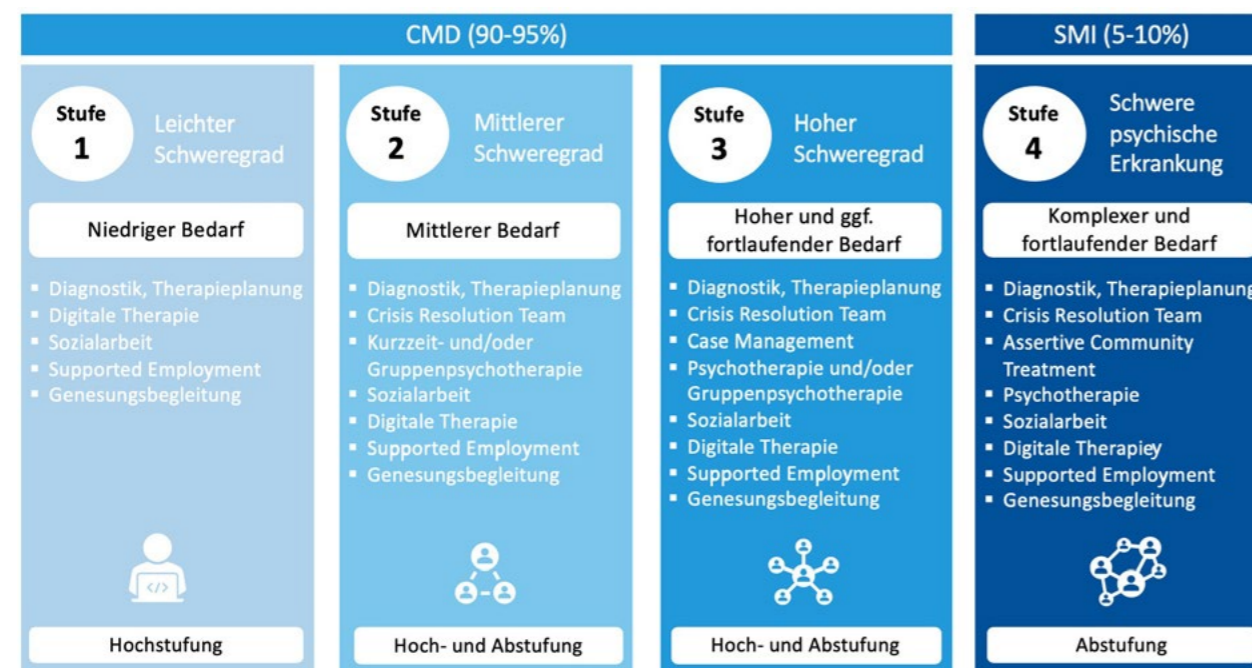 CMD (90-95%)
SMI (5-10%)
Stufe
1
Leichter
Schweregrad
Niedriger Bedarf
▪ Diagnostik, Therapieplanung
▪ Digitale Therapie
▪ Sozialarbeit
▪ Supported Employment
▪ Genesungsbegleitung
</>
Hochstufung
Stufe
2
Mittlerer
Schweregrad
Mittlerer Bedarf
▪ Diagnostik, Therapieplanung
▪ Crisis Resolution Team
▪ Kurzzeit- und/oder
Gruppenpsychotherapie
▪ Sozialarbeit
▪ Digitale Therapie
▪ Supported Employment
▪ Genesungsbegleitung
Hoch- und Abstufung
Stufe
3
Hoher
Schweregrad
Hoher und ggf.
fortlaufender Bedarf
▪ Diagnostik, Therapieplanung
▪ Crisis Resolution Team
▪ Case Management
▪ Psychotherapie und/oder
Gruppenpsychotherapie
▪ Sozialarbeit
▪ Digitale Therapie
▪ Supported Employment
▪ Genesungsbegleitung
Hoch- und Abstufung
Stufe
4
Schwere
psychische
Erkrankung
Komplexer und
fortlaufender Bedarf
▪ Diagnostik, Therapieplanung
▪ Crisis Resolution Team
▪ Assertive Community
Treatment
▪ Psychotherapie
▪ Sozialarbeit
▪ Digitale Therapiey
▪ Supported Employment
▪ Genesungsbegleitung
Abstufung